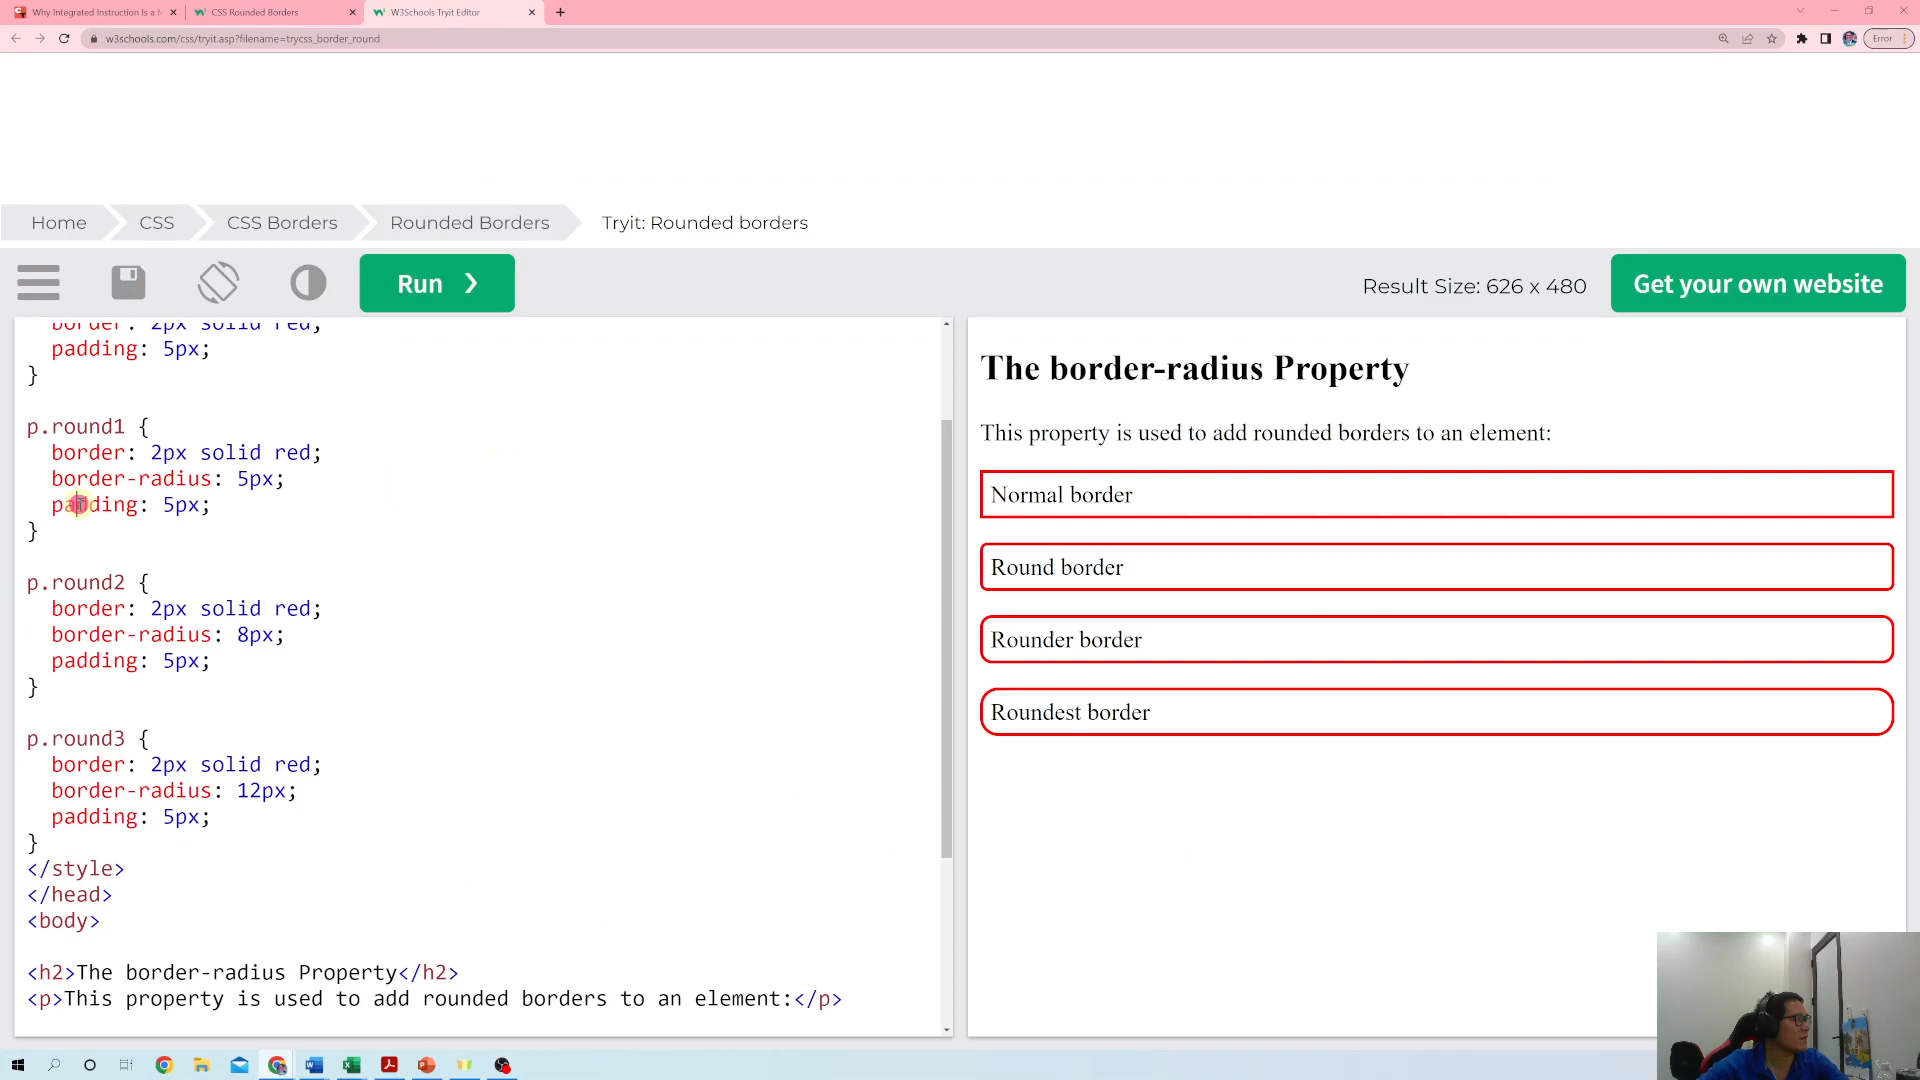 Why Integrated Instruction Is a M
CSS Rounded Borders
W3Schools Tryit Editor
w3schools.com/css/tryit.asp?filename=trycss_border_round
Error
Home
CSS
CSS Borders
Rounded Borders
Tryit: Rounded borders
Run ❯
Result Size: 626 x 480
Get your own website
border: 2px solid red;
padding: 5px;
}
p.round1 {
border: 2px solid red;
border-radius: 5px;
padding: 5px;
}
p.round2 {
border: 2px solid red;
border-radius: 8px;
padding: 5px;
}
p.round3 {
border: 2px solid red;
border-radius: 12px;
padding: 5px;
}
</style>
</head>
<body>
<h2>The border-radius Property</h2>
<p>This property is used to add rounded borders to an element:</p>
The border-radius Property
This property is used to add rounded borders to an element:
Normal border
Round border
Rounder border
Roundest border